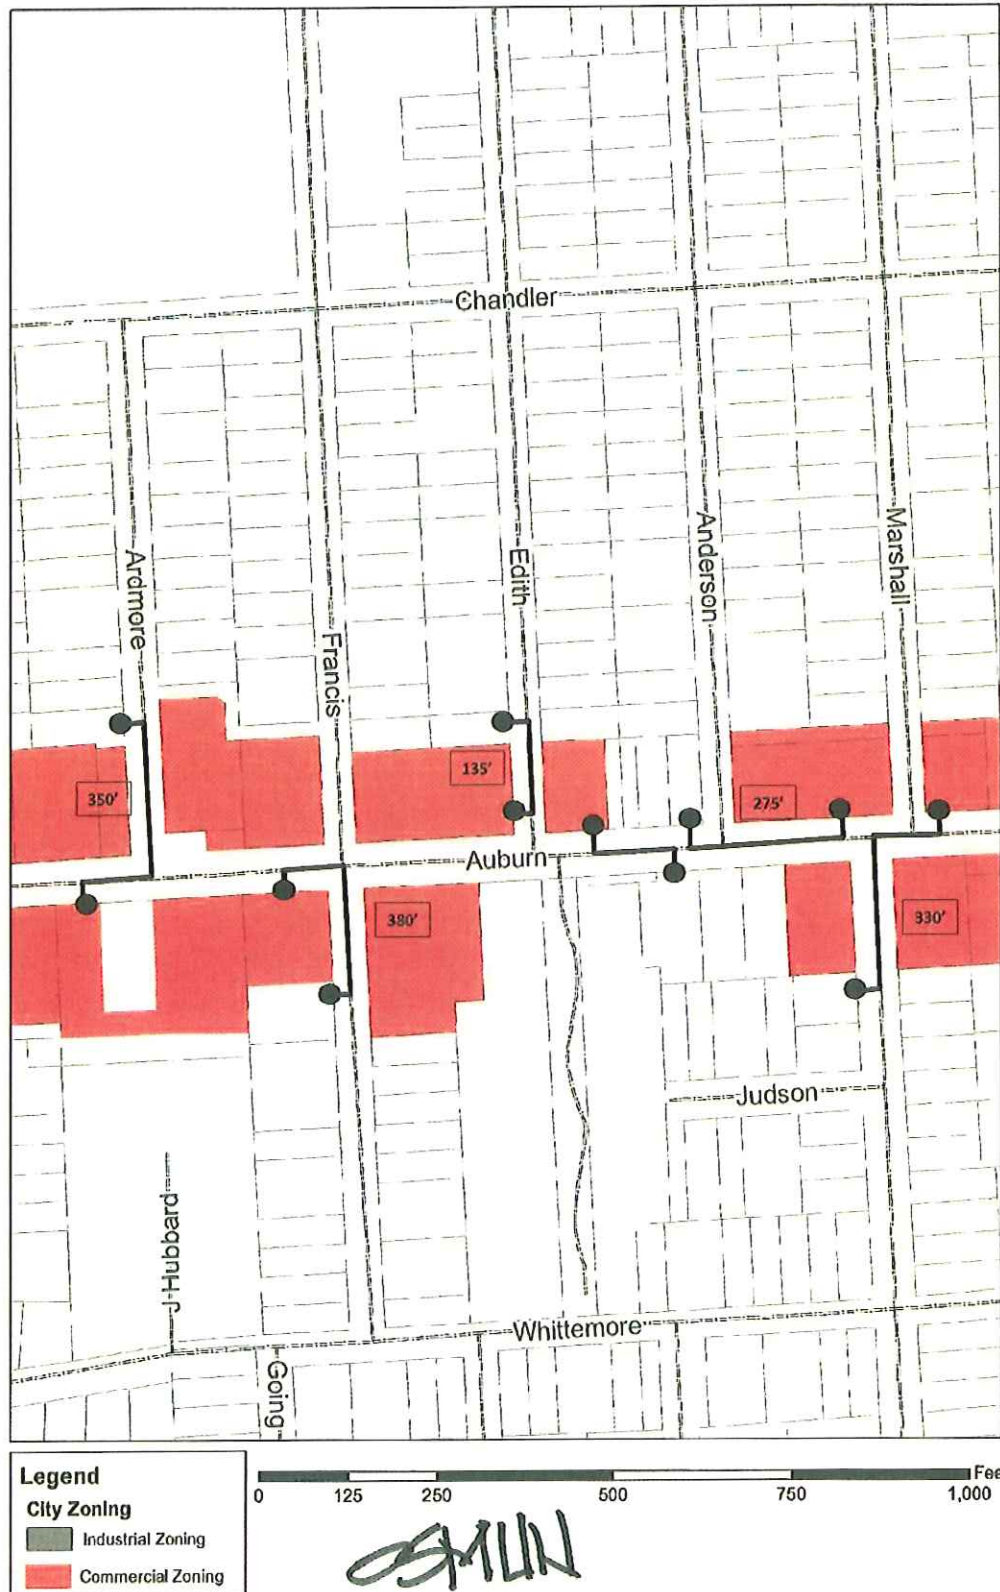 Chandler
Ardmore
Francis
Edith
Anderson
Marshall
350'
135'
275'
Auburn
380'
330'
Judson
J Hubbard
Whittemore
Going
Legend
City Zoning
Industrial Zoning
Commercial Zoning
0 125 250 500 750 1,000
Fee
OSMUN